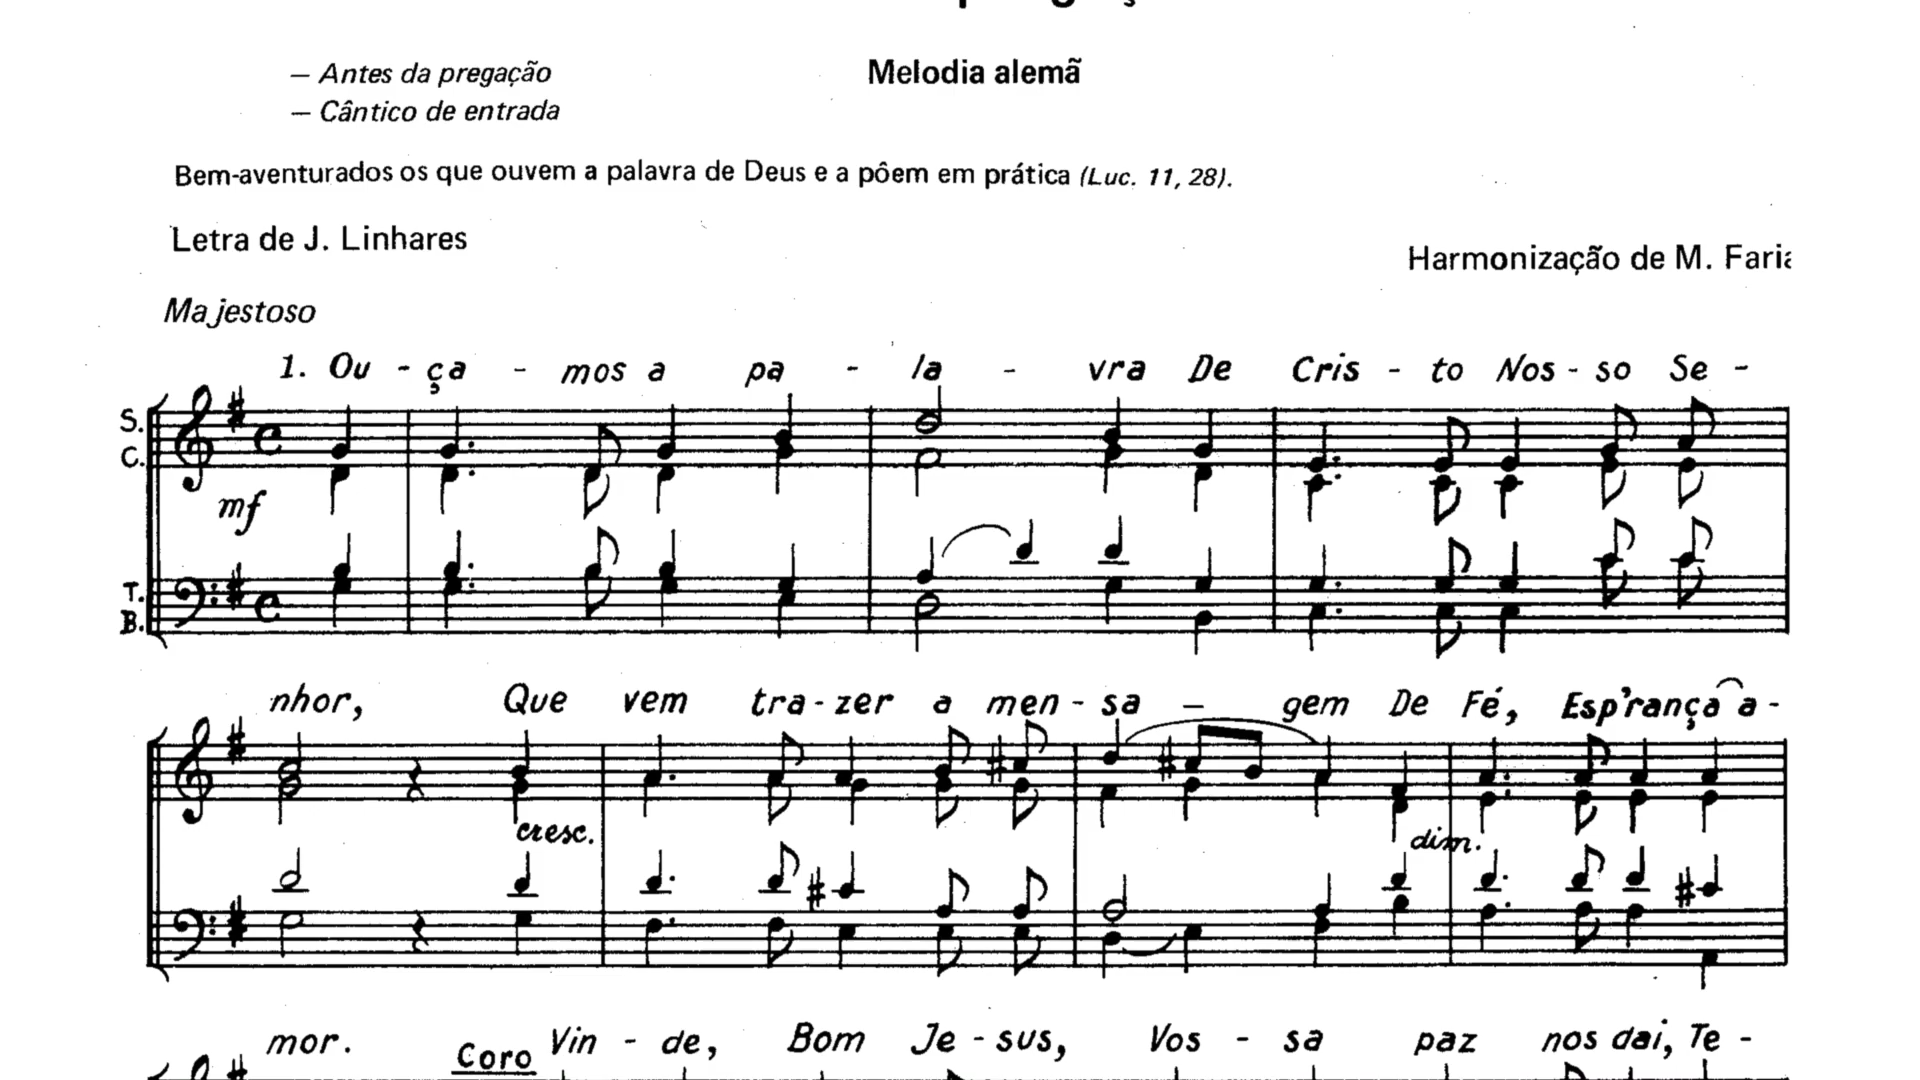 — Antes da pregação
Melodia alemã
— Cântico de entrada
Bem-aventurados os que ouvem a palavra de Deus e a põem em prática (Luc. 11, 28).
Letra de J. Linhares
Harmonização de M. Faria
Majestoso
1. Ou - ça - mos a pa - la - vra De Cris - to Nos - so Se -
S.
C.
mf
T.
B.
nhor, Que vem tra - zer a men - sa - gem De Fé, Esp'rança a -
cresc.
dim.
mor. Coro Vin - de, Bom Je - sus, Vos - sa paz nos dai, Te -